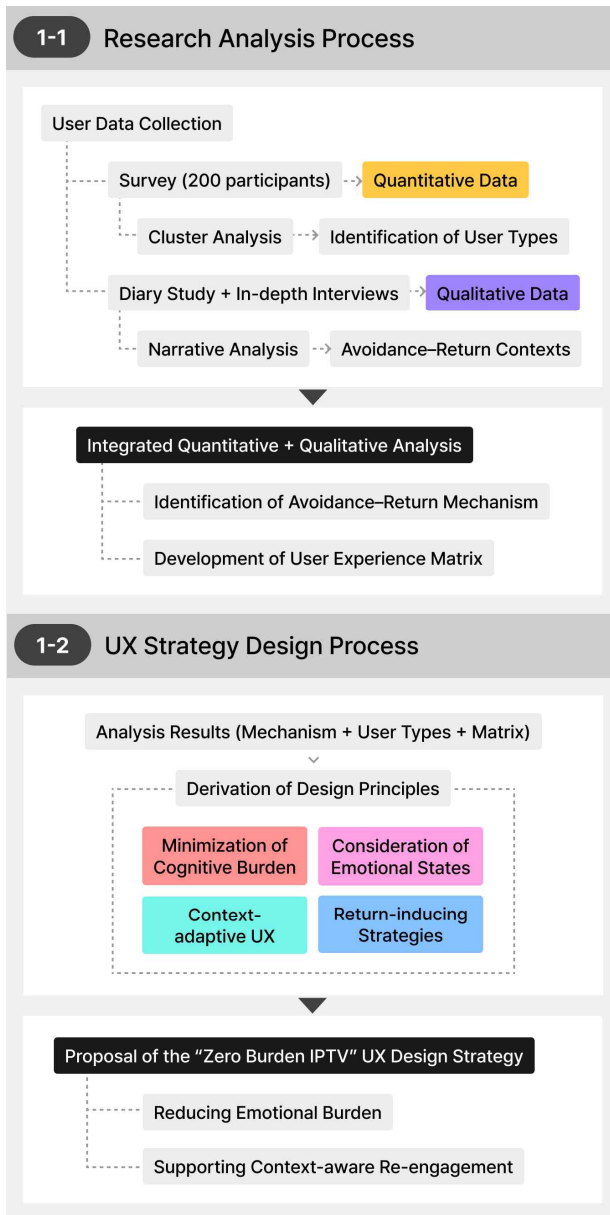 1-1 Research Analysis Process
User Data Collection
Survey (200 participants) Quantitative Data
Cluster Analysis Identification of User Types
Diary Study + In-depth Interviews Qualitative Data
Narrative Analysis Avoidance–Return Contexts
Integrated Quantitative + Qualitative Analysis
Identification of Avoidance–Return Mechanism
Development of User Experience Matrix
1-2 UX Strategy Design Process
Analysis Results (Mechanism + User Types + Matrix)
Derivation of Design Principles
Minimization of
Cognitive Burden
Consideration of
Emotional States
Context-
adaptive UX
Return-inducing
Strategies
Proposal of the “Zero Burden IPTV” UX Design Strategy
Reducing Emotional Burden
Supporting Context-aware Re-engagement